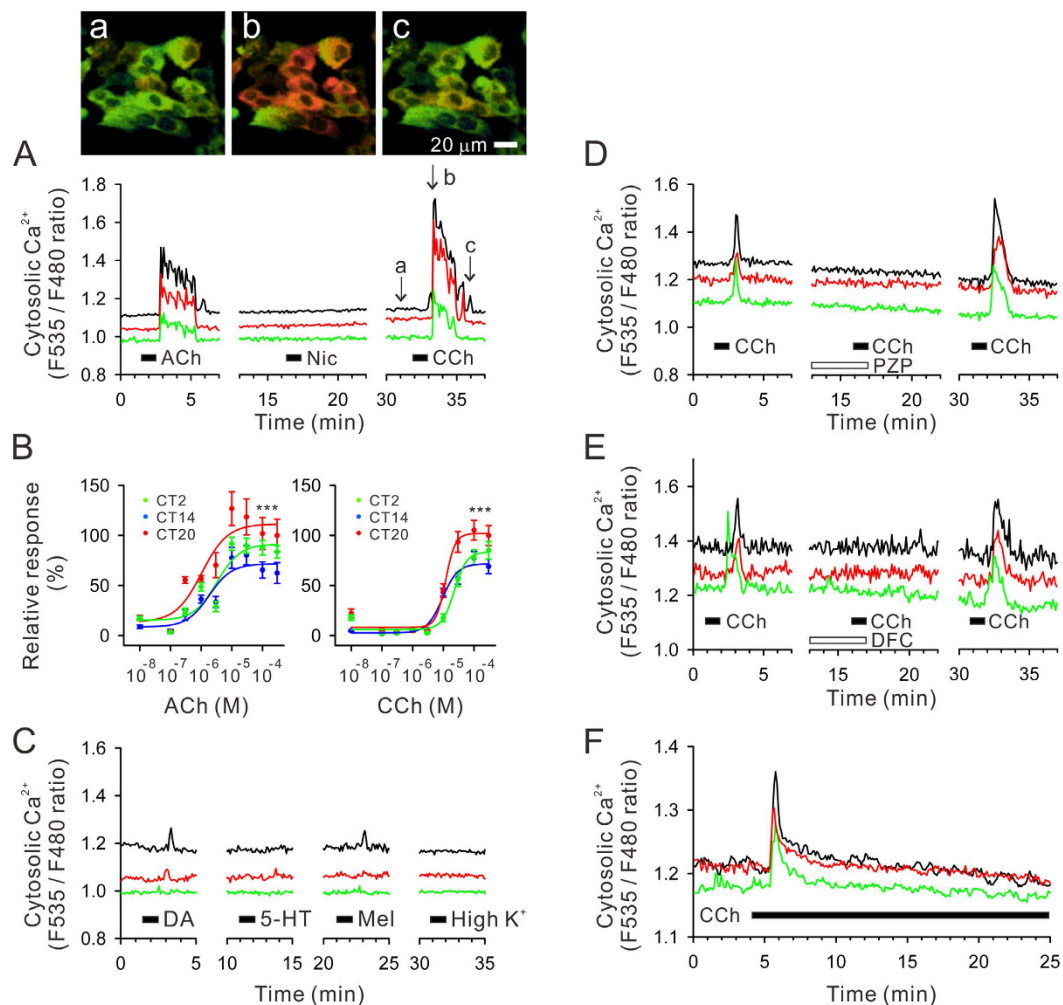 a b c
20 μm
A
Cytosolic Ca²⁺
(F535 / F480 ratio)
1.8
1.6
1.4
1.2
1.0
0.8
a
b
c
ACh Nic CCh
0 5 15 20 30 35
Time (min)
B
Relative response
(%)
150
100
50
0
CT2
CT14
CT20
***
10⁻⁸ 10⁻⁷ 10⁻⁶ 10⁻⁵ 10⁻⁴
ACh (M)
150
100
50
0
CT2
CT14
CT20
***
10⁻⁸ 10⁻⁷ 10⁻⁶ 10⁻⁵ 10⁻⁴
CCh (M)
C
Cytosolic Ca²⁺
(F535 / F480 ratio)
1.6
1.4
1.2
1.0
0.8
DA 5-HT Mel High K⁺
0 5 10 15 20 25 30 35
Time (min)
D
Cytosolic Ca²⁺
(F535 / F480 ratio)
1.6
1.4
1.2
1.0
0.8
CCh CCh CCh
PZP
0 5 15 20 30 35
Time (min)
E
Cytosolic Ca²⁺
(F535 / F480 ratio)
1.6
1.4
1.2
1.0
CCh CCh CCh
DFC
0 5 15 20 30 35
Time (min)
F
Cytosolic Ca²⁺
(F535 / F480 ratio)
1.4
1.3
1.2
1.1
CCh
0 5 10 15 20 25
Time (min)